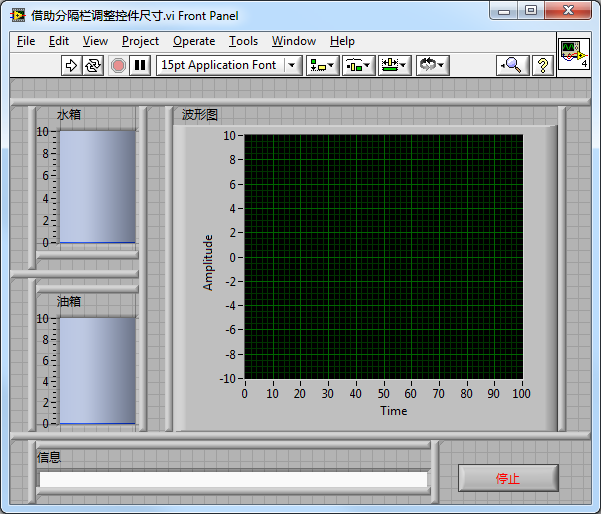 借助分隔栏调整控件尺寸.vi Front Panel
File Edit View Project Operate Tools Window Help
15pt Application Font
4
水箱
10
8
6
4
2
0
油箱
10
8
6
4
2
0
波形图
Amplitude
10
8
6
4
2
0
-2
-4
-6
-8
-10
0 10 20 30 40 50 60 70 80 90 100
Time
信息
停止